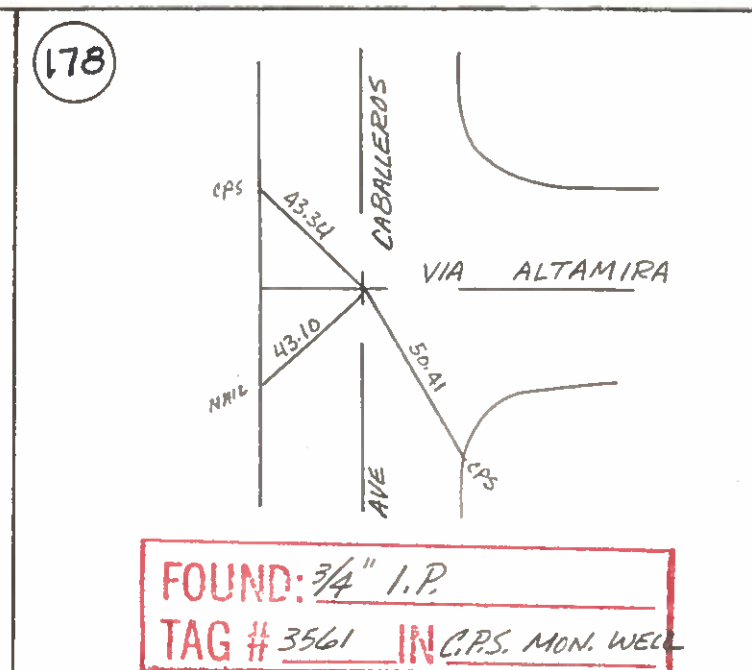 178
CABALLEROS
CPS
43.34
VIA ALTAMIRA
43.10
50.41
NAIL
CPS
AVE
FOUND: 3/4" I.P.
TAG # 3561 IN C.P.S. MON. WELL